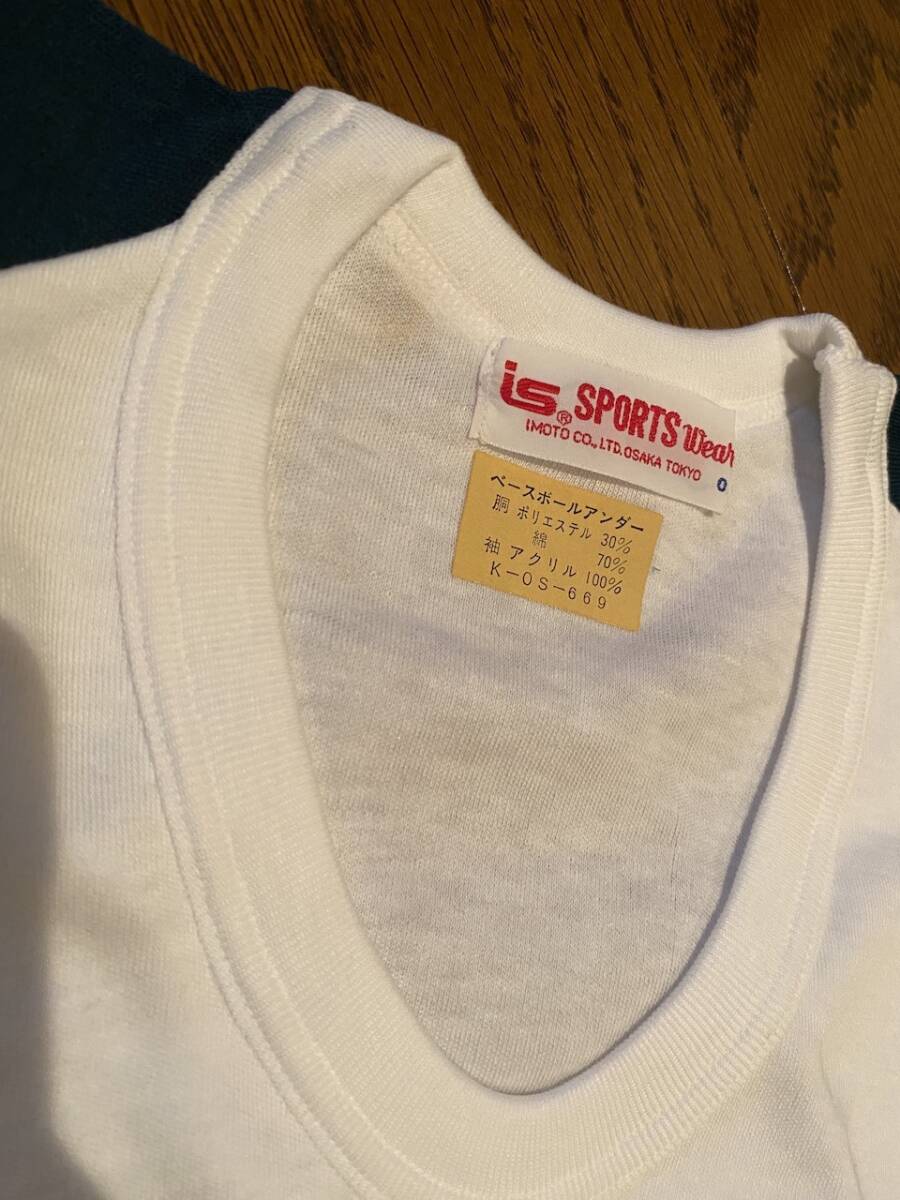 is® SPORTS Wear
IMOTO CO., LTD. OSAKA TOKYO O
ベースボールアンダー
胴 ポリエステル 30%
綿 70%
袖 アクリル 100%
K-OS-669